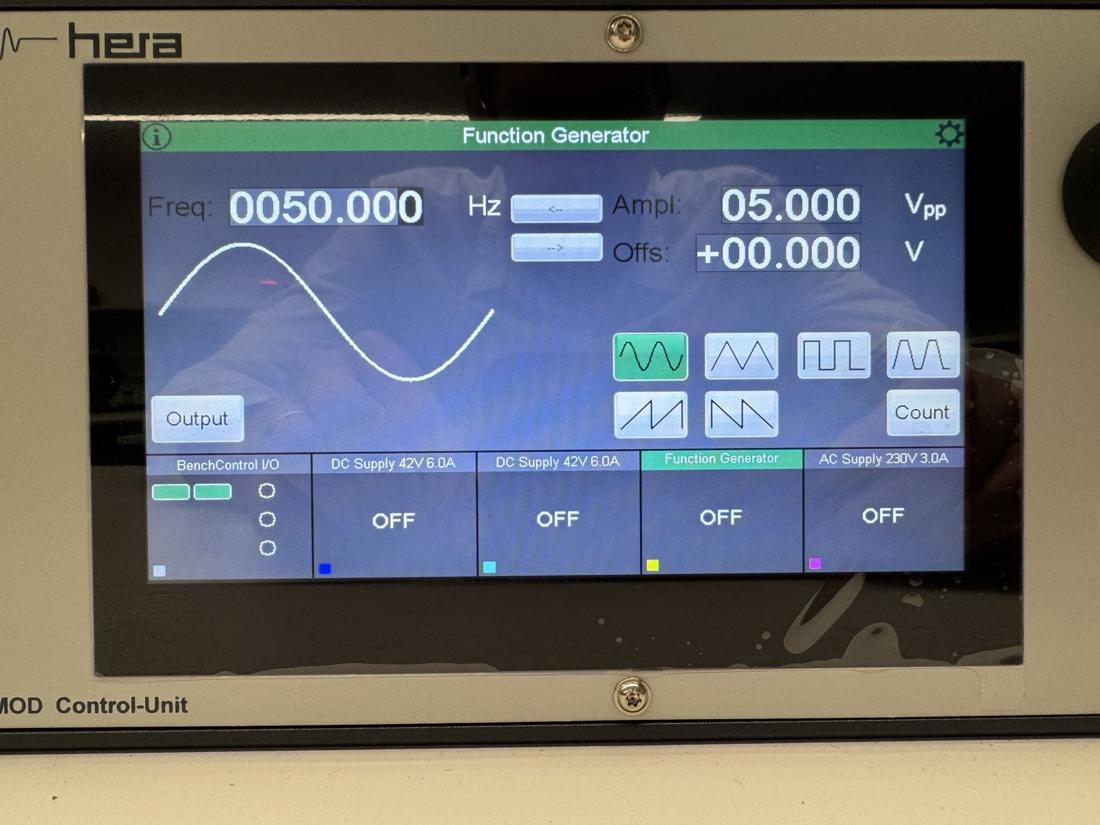 hera
Function Generator
Freq: 0050.000 Hz <-- Ampl: 05.000 Vpp
--> Offs: +00.000 V
Output
Count
BenchControl I/O DC Supply 42V 6.0A DC Supply 42V 6.0A Function Generator AC Supply 230V 3.0A
OFF OFF OFF OFF
MOD Control-Unit